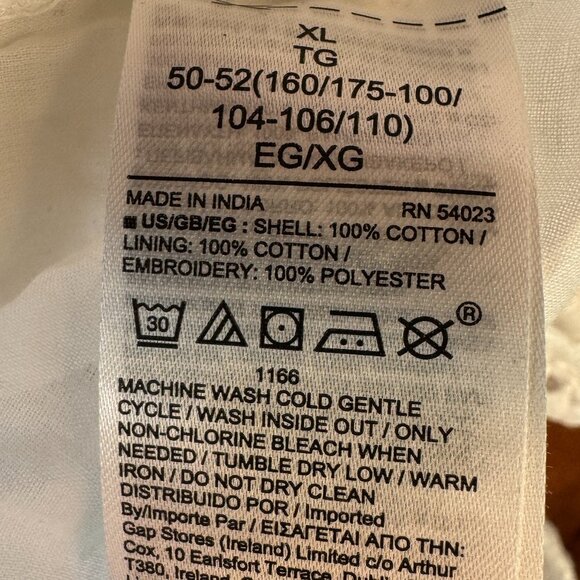 XL
TG
50-52(160/175-100/
104-106/110)
EG/XG
MADE IN INDIA RN 54023
US/GB/EG : SHELL: 100% COTTON /
LINING: 100% COTTON /
EMBROIDERY: 100% POLYESTER
30 ®
1166
MACHINE WASH COLD GENTLE
CYCLE / WASH INSIDE OUT / ONLY
NON-CHLORINE BLEACH WHEN
NEEDED / TUMBLE DRY LOW / WARM
IRON / DO NOT DRY CLEAN
DISTRIBUIDO POR / Imported
By/Importe Par / ΕΙΣΑΓΕΤΑΙ ΑΠΟ ΤΗΝ:
Gap Stores (Ireland) Limited c/o Arthur
Cox, 10 Earlsfort Terrace,
T380, Ireland,